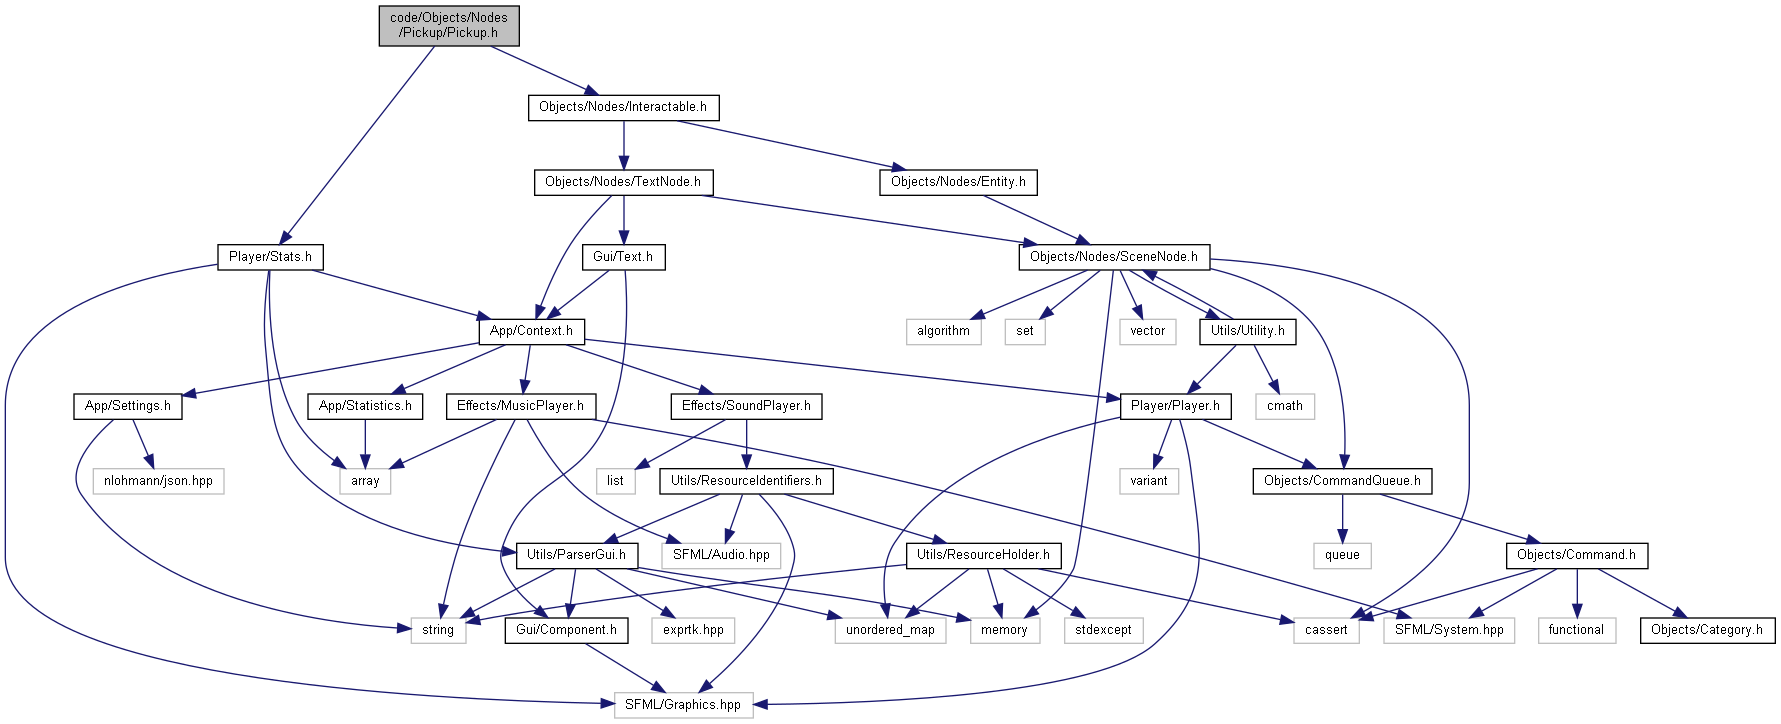 code/Objects/Nodes
/Pickup/Pickup.h
Objects/Nodes/Interactable.h
Objects/Nodes/TextNode.h
Objects/Nodes/Entity.h
Player/Stats.h
Gui/Text.h
Objects/Nodes/SceneNode.h
App/Context.h
algorithm
set
vector
Utils/Utility.h
App/Settings.h
App/Statistics.h
Effects/MusicPlayer.h
Effects/SoundPlayer.h
Player/Player.h
cmath
nlohmann/json.hpp
array
list
Utils/ResourceIdentifiers.h
variant
Objects/CommandQueue.h
Utils/ParserGui.h
SFML/Audio.hpp
Utils/ResourceHolder.h
queue
Objects/Command.h
string
Gui/Component.h
exprtk.hpp
unordered_map
memory
stdexcept
cassert
SFML/System.hpp
functional
Objects/Category.h
SFML/Graphics.hpp